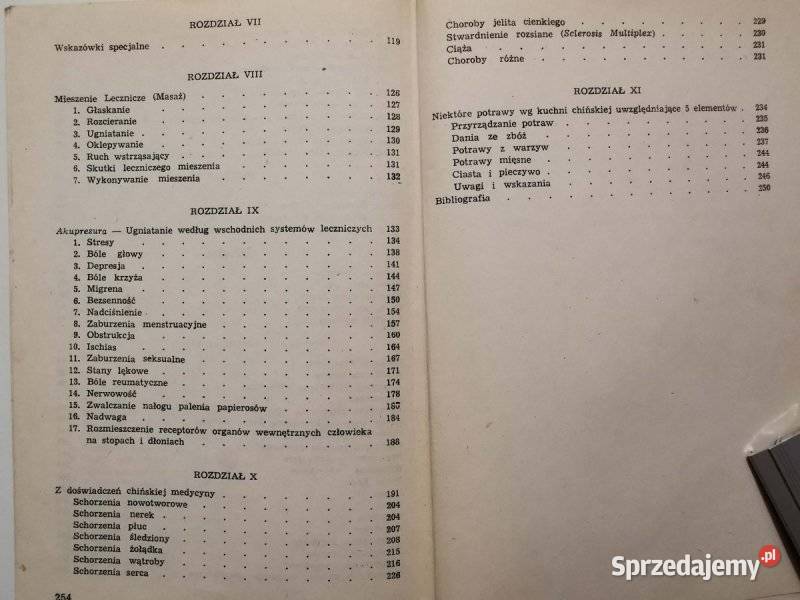 ROZDZIAŁ VII
Wskazówki specjalne . . . . . . . . . . 119
ROZDZIAŁ VIII
Mieszenie Lecznicze (Masaż) . . . . . . . . 126
1. Głaskanie . . . . . . . . . . 127
2. Rozcieranie . . . . . . . . . . 128
3. Ugniatanie . . . . . . . . . . 129
4. Oklepywanie . . . . . . . . . . 130
5. Ruch wstrząsający . . . . . . . . 131
6. Skutki leczniczego mieszenia . . . . . . 131
7. Wykonywanie mieszenia . . . . . . . 132
ROZDZIAŁ IX
Akupresura — Ugniatanie według wschodnich systemów leczniczych 133
1. Stresy . . . . . . . . . . 134
2. Bóle głowy . . . . . . . . . . 138
3. Depresja . . . . . . . . . . 141
4. Bóle krzyża . . . . . . . . . . 144
5. Migrena . . . . . . . . . . 147
6. Bezsenność . . . . . . . . . . 150
7. Nadciśnienie . . . . . . . . . . 154
8. Zaburzenia menstruacyjne . . . . . . . 157
9. Obstrukcja . . . . . . . . . . 160
10. Ischias . . . . . . . . . . 164
11. Zaburzenia seksualne . . . . . . . . 167
12. Stany lękowe . . . . . . . . . . 171
13. Bóle reumatyczne . . . . . . . . . 174
14. Nerwowość . . . . . . . . . . 178
15. Zwalczanie nałogu palenia papierosów . . . . . 180
16. Nadwaga . . . . . . . . . . 184
17. Rozmieszczenie receptorów organów wewnętrznych człowieka
na stopach i dłoniach . . . . . . . . 188
ROZDZIAŁ X
Z doświadczeń chińskiej medycyny . . . . . . . 191
Schorzenia nowotworowe . . . . . . . . 204
Schorzenia nerek . . . . . . . . . 204
Schorzenia płuc . . . . . . . . . 207
Schorzenia śledziony . . . . . . . . 208
Schorzenia żołądka . . . . . . . . 215
Schorzenia wątroby . . . . . . . . 216
Schorzenia serca . . . . . . . . . 226
254
Choroby jelita cienkiego . . . . . . . . 229
Stwardnienie rozsiane (Sclerosis Multiplex) . . . . 230
Ciąża . . . . . . . . . . 231
Choroby różne . . . . . . . . . . 231
ROZDZIAŁ XI
Niektóre potrawy wg kuchni chińskiej uwzględniające 5 elementów . 234
Przyrządzanie potraw . . . . . . . . 235
Dania ze zbóż . . . . . . . . . 236
Potrawy z warzyw . . . . . . . . 237
Potrawy mięsne . . . . . . . . . 244
Ciasta i pieczywo . . . . . . . . 244
Uwagi i wskazania . . . . . . . . 246
Bibliografia . . . . . . . . . . 250
Sprzedajemy.pl